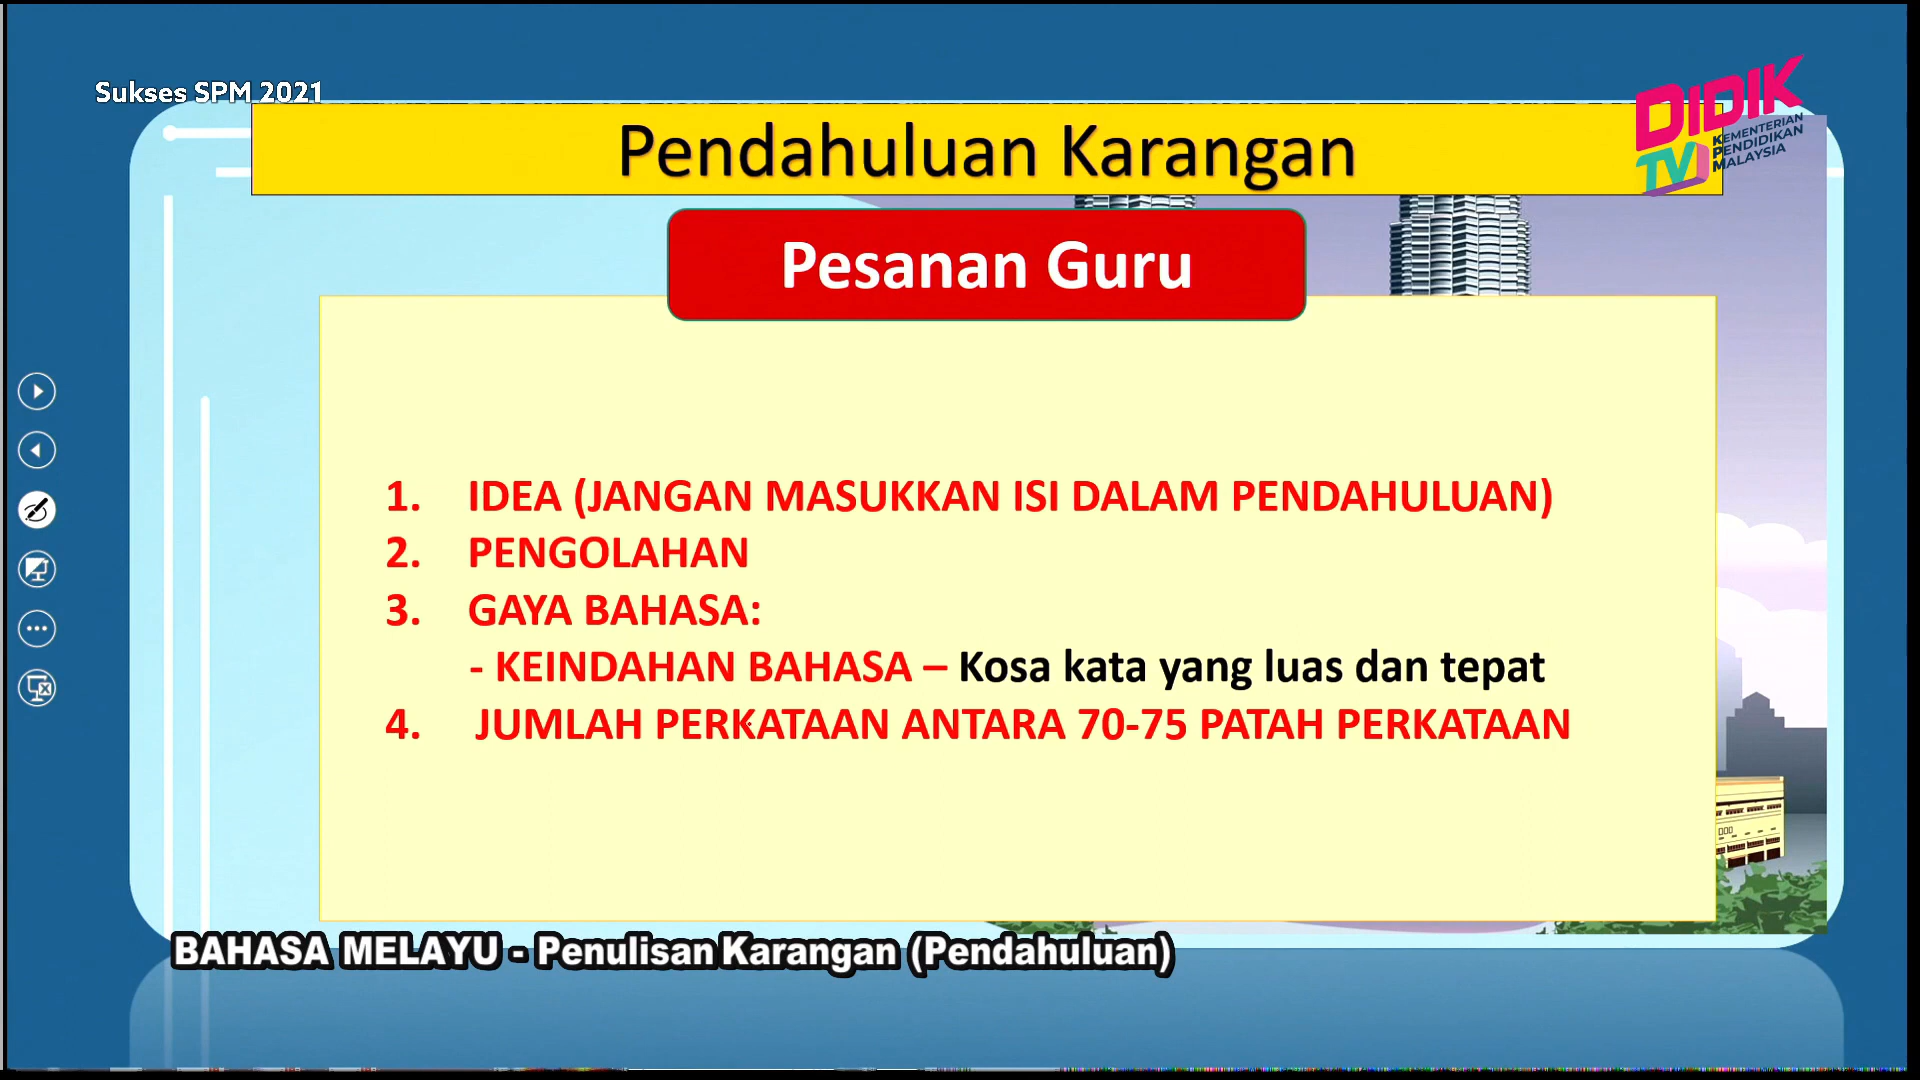 Sukses SPM 2021
Pendahuluan Karangan
DIDIK
TV
KEMENTERIAN
PENDIDIKAN
MALAYSIA
Pesanan Guru
1. IDEA (JANGAN MASUKKAN ISI DALAM PENDAHULUAN)
2. PENGOLAHAN
3. GAYA BAHASA:
- KEINDAHAN BAHASA – Kosa kata yang luas dan tepat
4. JUMLAH PERKATAAN ANTARA 70-75 PATAH PERKATAAN
BAHASA MELAYU - Penulisan Karangan (Pendahuluan)